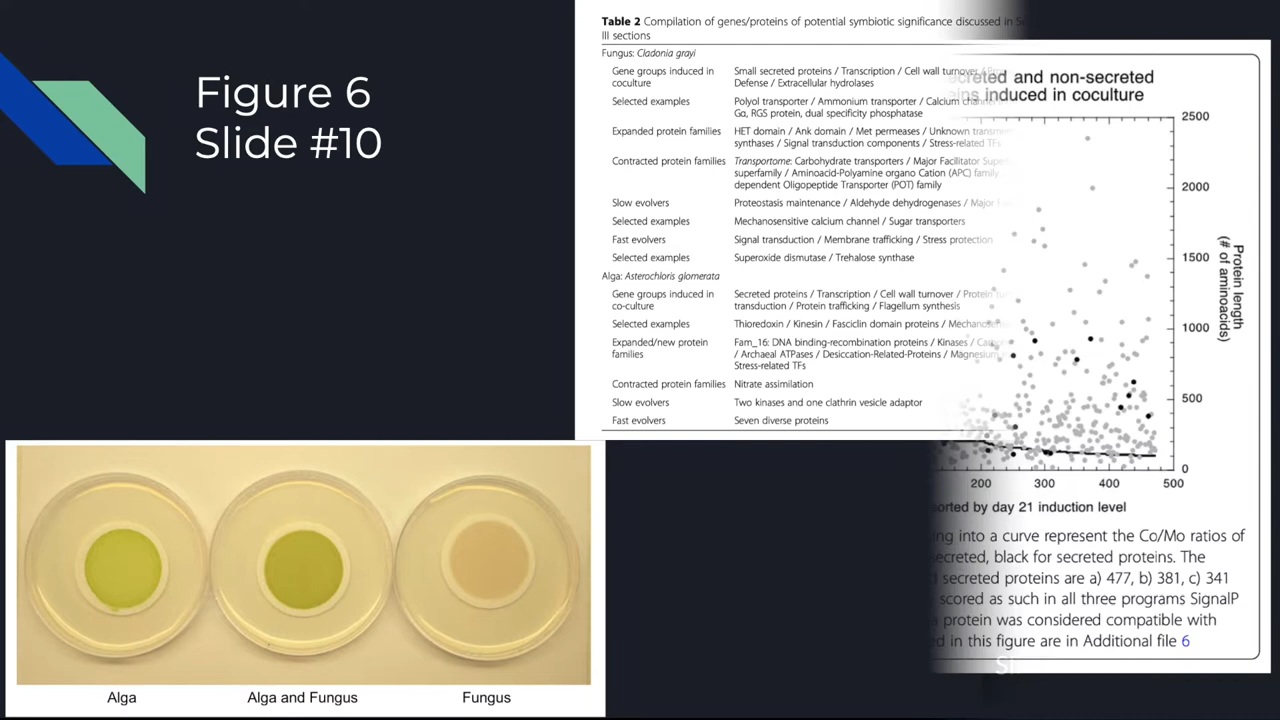 Figure 6
Slide #10
Table 2 Compilation of genes/proteins of potential symbiotic significance discussed in
III sections
Fungus: Cladonia grayi
Gene groups induced in Small secreted proteins / Transcription / Cell wall turnover /
coculture Defense / Extracellular hydrolases
Selected examples Polyol transporter / Ammonium transporter / Calcium
Gα, RGS protein, dual specificity phosphatase
Expanded protein families HET domain / Ank domain / Met permeases / Unknown
synthases / Signal transduction components / Stress-related TFs
Contracted protein families Transportome: Carbohydrate transporters / Major Facilitator
superfamily / Aminoacid-Polyamine organo Cation (APC) family
dependent Oligopeptide Transporter (POT) family
Slow evolvers Proteostasis maintenance / Aldehyde dehydrogenases / Major
Selected examples Mechanosensitive calcium channel / Sugar transporters
Fast evolvers Signal transduction / Membrane trafficking / Stress protection
Selected examples Superoxide dismutase / Trehalose synthase
Alga: Asterochloris glomerata
Gene groups induced in Secreted proteins / Transcription / Cell wall turnover / Protein
co-culture transduction / Protein trafficking / Flagellum synthesis
Selected examples Thioredoxin / Kinesin / Fasciclin domain proteins /
Expanded/new protein Fam_16: DNA binding-recombination proteins / Kinases /
families / Archaeal ATPases / Desiccation-Related-Proteins / Magnesium
Stress-related TFs
Contracted protein families Nitrate assimilation
Slow evolvers Two kinases and one clathrin vesicle adaptor
Fast evolvers Seven diverse proteins
secreted and non-secreted
induced in coculture
2500
2000
1500
1000
500
0
Protein length
(# of aminoacids)
200 300 400 500
sorted by day 21 induction level
into a curve represent the Co/Mo ratios of
secreted, black for secreted proteins. The
secreted proteins are a) 477, b) 381, c) 341
scored as such in all three programs SignalP
protein was considered compatible with
in this figure are in Additional file 6
Alga
Alga and Fungus
Fungus